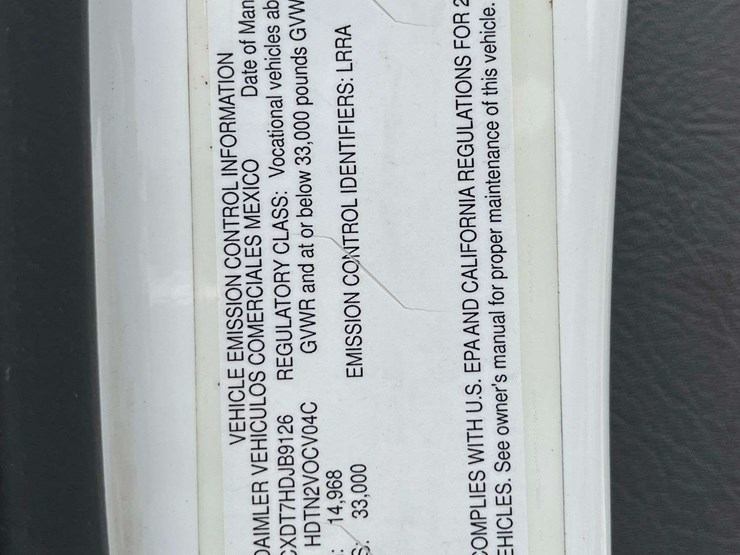 VEHICLE EMISSION CONTROL INFORMATION
DAIMLER VEHICULOS COMERCIALES MEXICO Date of Man
CXDT7HDJB9126 REGULATORY CLASS: Vocational vehicles ab
HDTN2VOCV04C GVWR and at or below 33,000 pounds GVW
: 14,968 EMISSION CONTROL IDENTIFIERS: LRRA
S: 33,000
COMPLIES WITH U.S. EPA AND CALIFORNIA REGULATIONS FOR 2
EHICLES. See owner's manual for proper maintenance of this vehicle.